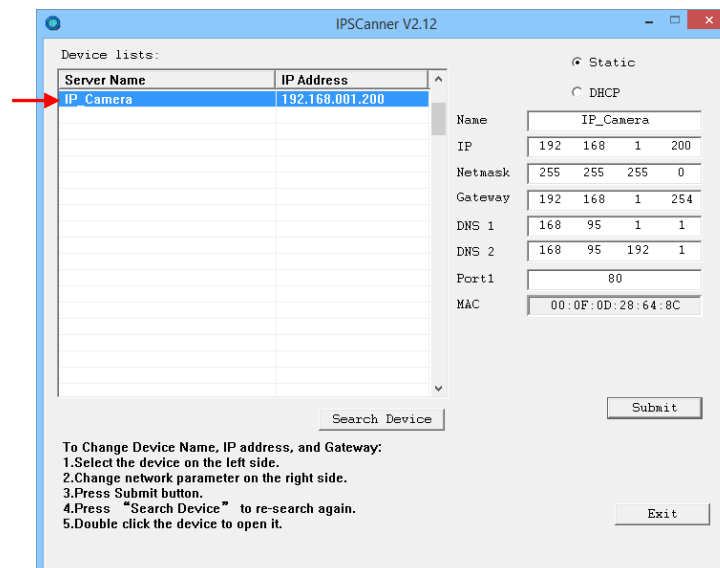 IPSCanner V2.12
Device lists:
Server Name IP Address
IP_Camera 192.168.001.200
Search Device
Static
DHCP
Name IP_Camera
IP 192 168 1 200
Netmask 255 255 255 0
Gateway 192 168 1 254
DNS 1 168 95 1 1
DNS 2 168 95 192 1
Port1 80
MAC 00:0F:0D:28:64:8C
Submit
To Change Device Name, IP address, and Gateway:
1.Select the device on the left side.
2.Change network parameter on the right side.
3.Press Submit button.
4.Press “Search Device” to re-search again.
5.Double click the device to open it.
Exit